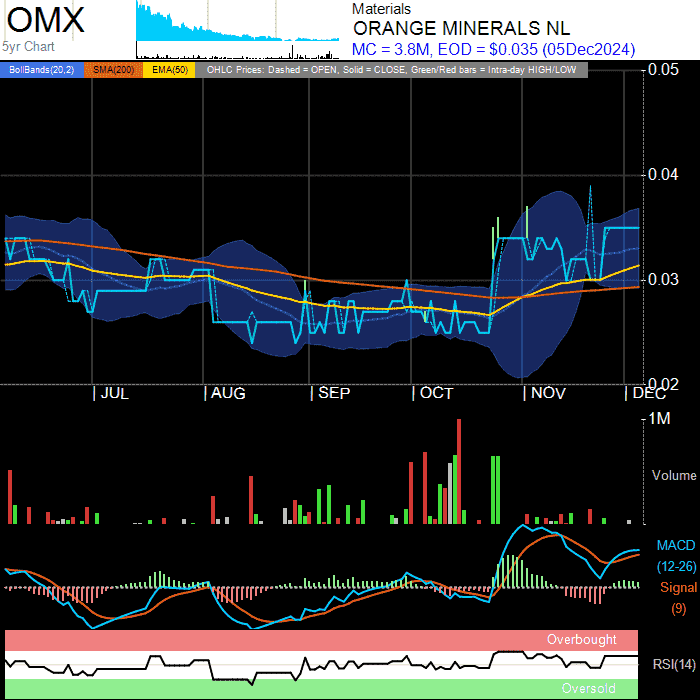 OMX
5yr Chart
Materials
ORANGE MINERALS NL
MC = 3.8M, EOD = $0.035 (05Dec2024)
BollBands(20,2) SMA(200) EMA(50) OHLC Prices: Dashed = OPEN, Solid = CLOSE, Green/Red bars = Intra-day HIGH/LOW
0.05
0.04
0.03
0.02
JUL AUG SEP OCT NOV DEC
1M
Volume
MACD
(12-26)
Signal
(9)
Overbought
RSI(14)
Oversold